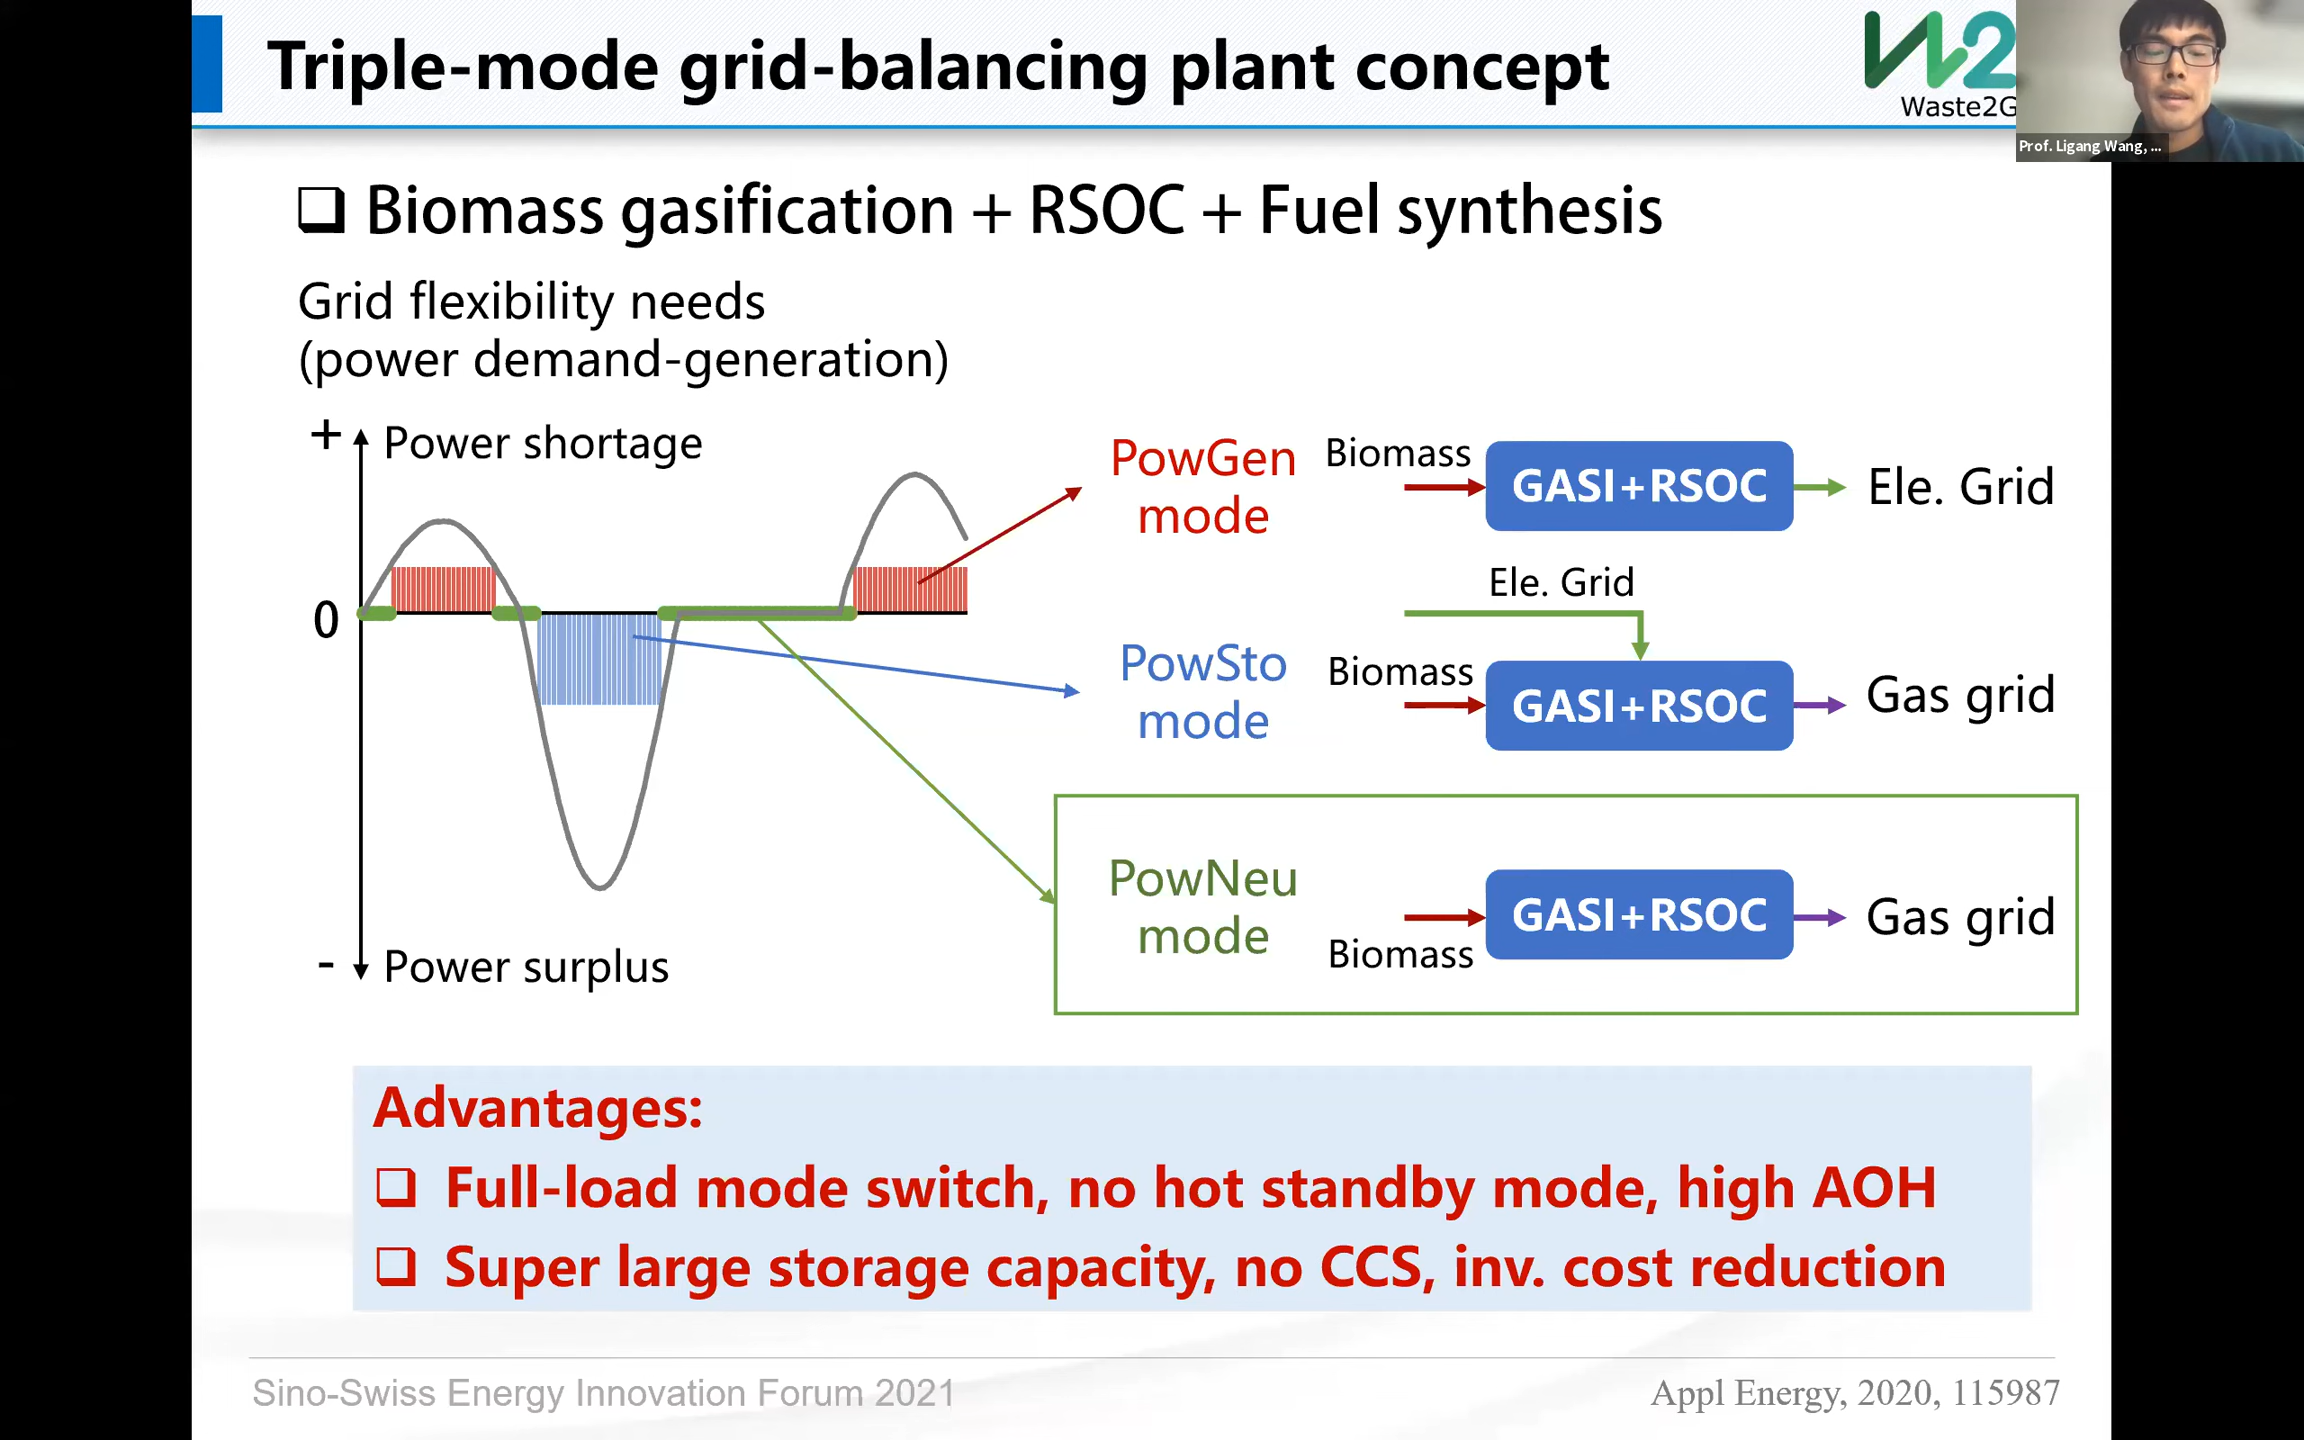 Triple-mode grid-balancing plant concept
W2
Waste2G
Prof. Ligang Wang, ...
❑ Biomass gasification + RSOC + Fuel synthesis
Grid flexibility needs
(power demand-generation)
+ Power shortage
0
- Power surplus
PowGen
mode
Biomass
GASI+RSOC
Ele. Grid
Ele. Grid
PowSto
mode
Biomass
GASI+RSOC
Gas grid
PowNeu
mode
Biomass
GASI+RSOC
Gas grid
Advantages:
❑ Full-load mode switch, no hot standby mode, high AOH
❑ Super large storage capacity, no CCS, inv. cost reduction
Sino-Swiss Energy Innovation Forum 2021
Appl Energy, 2020, 115987